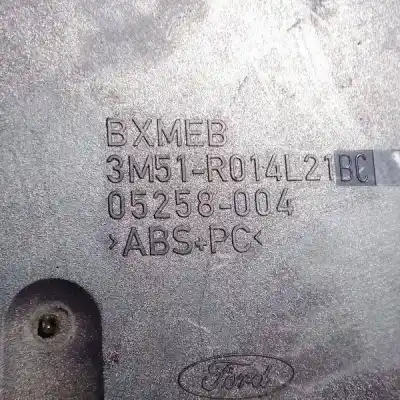 BXMEB
3M51-R014L21BC
05258-004
>ABS+PC<
Ford